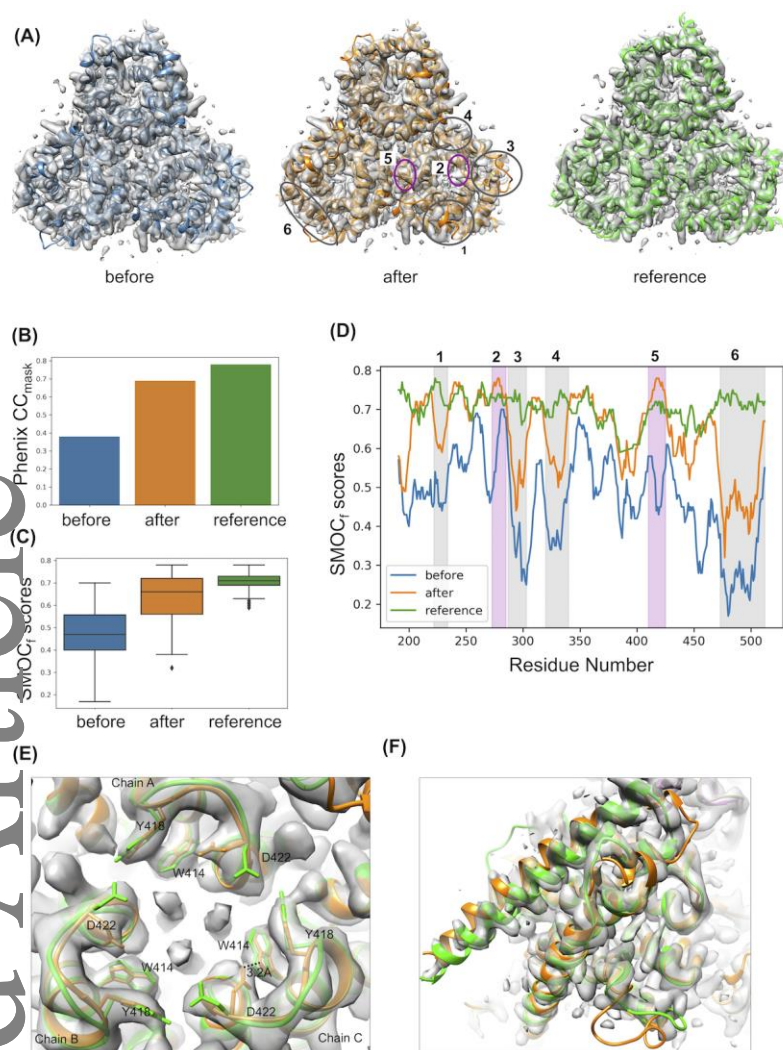 (A)
4
3
5
2
6
1
before
after
reference
(B)
Phenix CCmask
0.8
0.7
0.6
0.5
0.4
0.3
0.2
0.1
0.0
before
after
reference
(C)
SMOCf scores
0.7
0.6
0.5
0.4
0.3
0.2
before
after
reference
(D)
1 2 3 4 5 6
SMOCf scores
0.8
0.7
0.6
0.5
0.4
0.3
0.2
before
after
reference
200 250 300 350 400 450 500
Residue Number
(E)
Chain A
Y418
W414
D422
D422
W414
Y418
W414
Y418
3.2A
D422
Chain B
Chain C
(F)